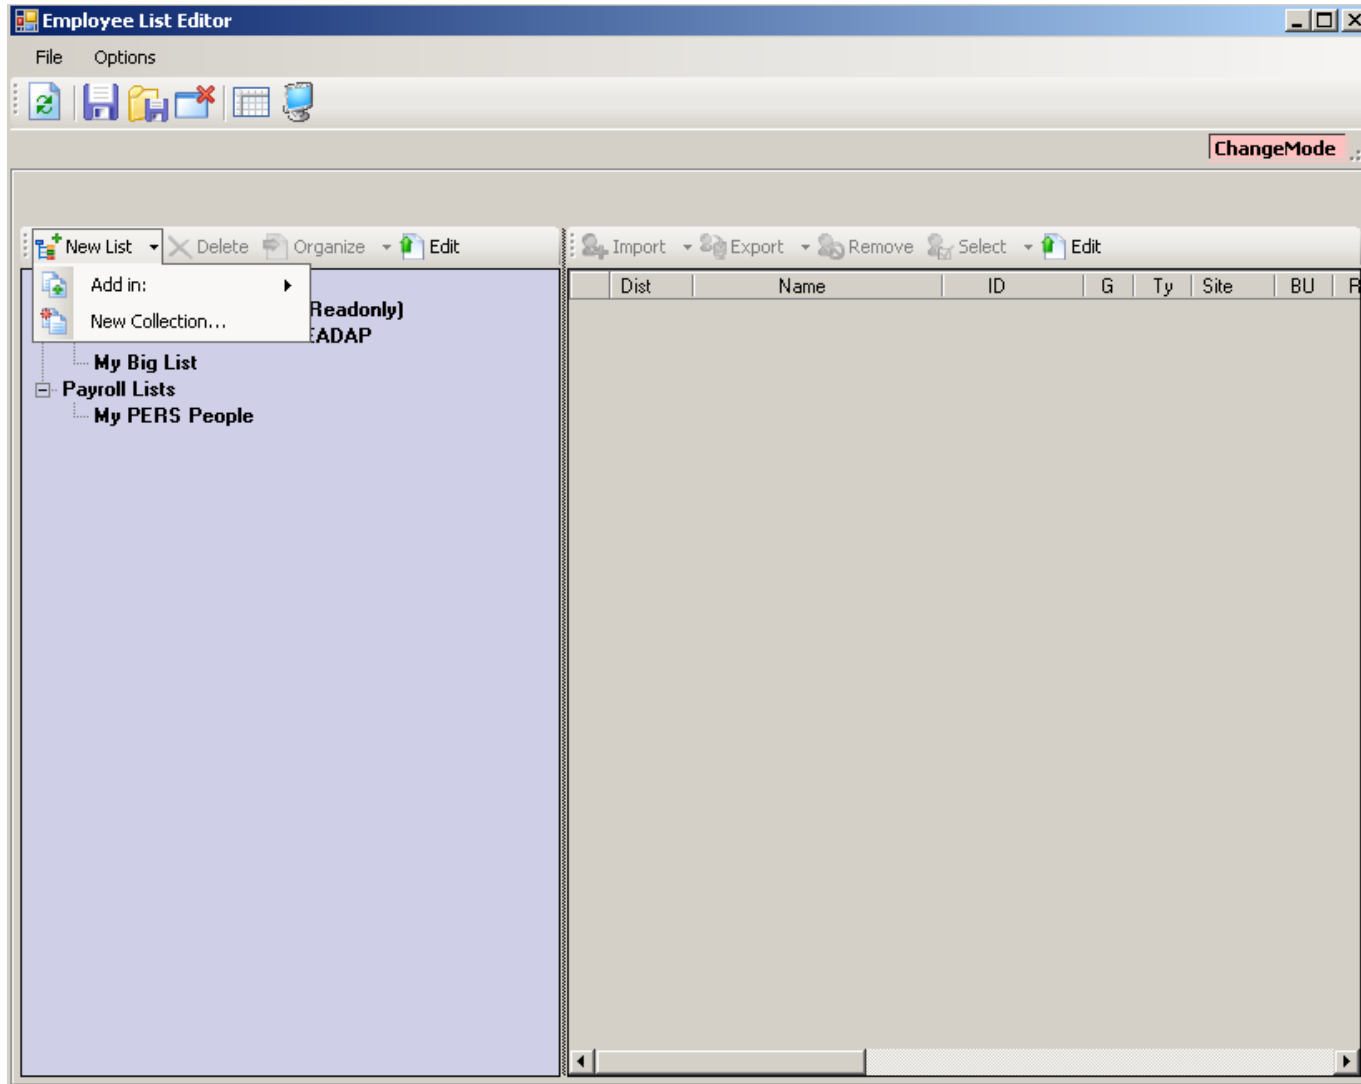 Employee List Editor
File Options
ChangeMode
New List Delete Organize Edit Import Export Remove Select Edit
Add in:
New Collection...
Readonly)
EADAP
My Big List
Payroll Lists
My PERS People
Dist Name ID G Ty Site BU